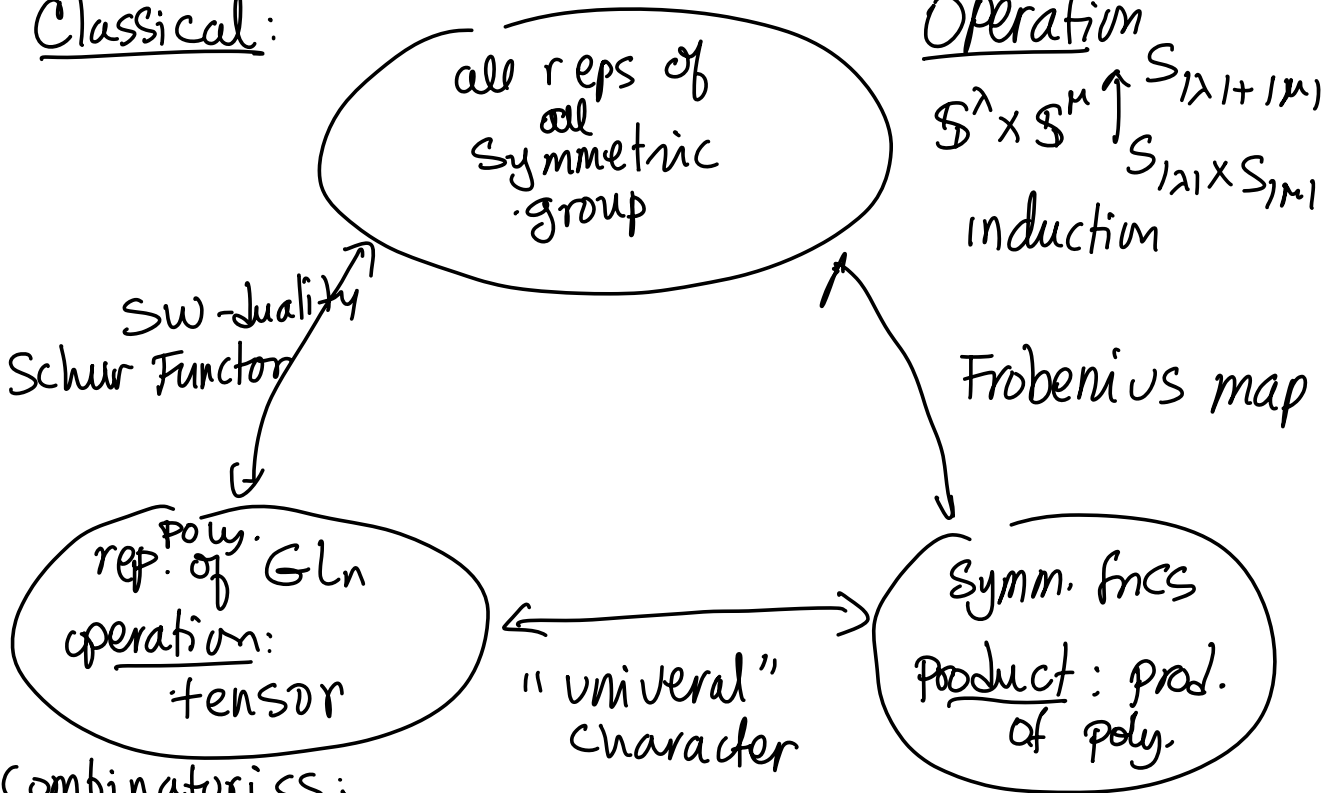 Classical:
all reps of
all
symmetric
group
Operation
𝕊^λ × 𝕊^μ ↑ S_{|λ|+|μ|}
S_{|λ|} × S_{|μ|}
induction
SW-duality
Schur Functor
Frobenius map
poly.
rep. of GLn
operation:
tensor
"univeral"
character
Symm. fncs
Product: prod.
of poly.
Combinatorics: